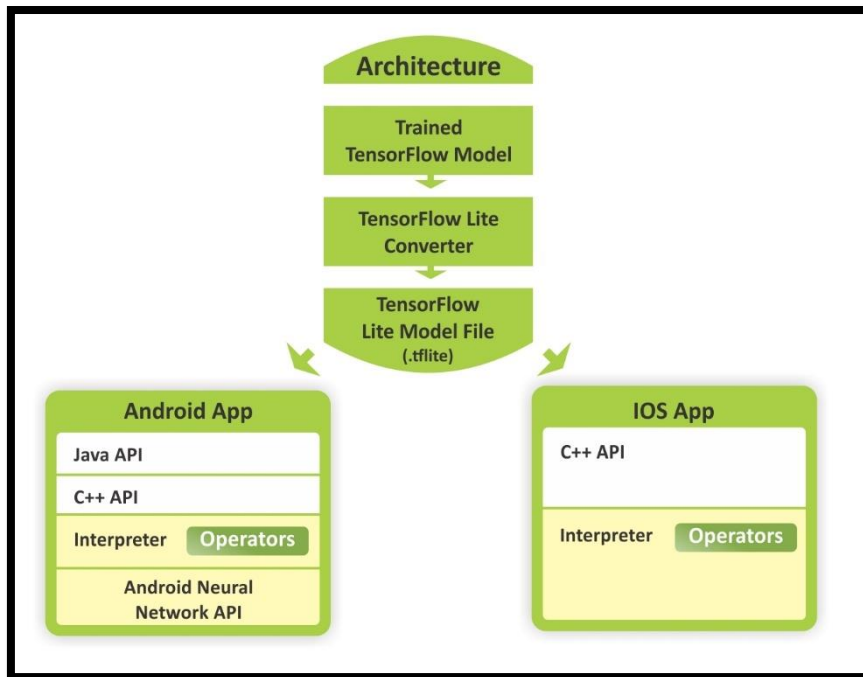 Architecture
Trained
TensorFlow Model
TensorFlow Lite
Converter
TensorFlow
Lite Model File
(.tflite)
Android App
Java API
C++ API
Interpreter Operators
Android Neural
Network API
IOS App
C++ API
Interpreter Operators